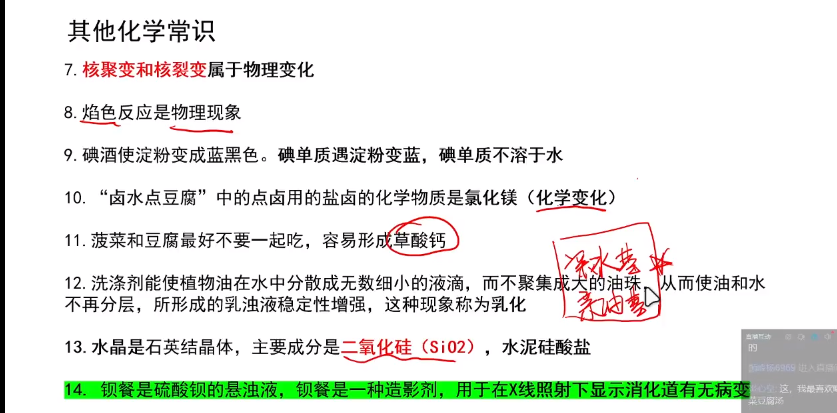 其他化学常识
7. 核聚变和核裂变属于物理变化
8. 焰色反应是物理现象
9. 碘酒使淀粉变成蓝黑色。碘单质遇淀粉变蓝，碘单质不溶于水
10. “卤水点豆腐”中的点卤用的盐卤的化学物质是氯化镁（化学变化）
11. 菠菜和豆腐最好不要一起吃，容易形成草酸钙
亲水基
亲油基
12. 洗涤剂能使植物油在水中分散成无数细小的液滴，而不聚集成大的油珠，从而使油和水
不再分层，所形成的乳浊液稳定性增强，这种现象称为乳化
13. 水晶是石英结晶体，主要成分是二氧化硅（SiO2），水泥硅酸盐
的
进入直播
这，我最喜欢
菜豆腐汤
14. 钡餐是硫酸钡的悬浊液，钡餐是一种造影剂，用于在X线照射下显示消化道有无病变